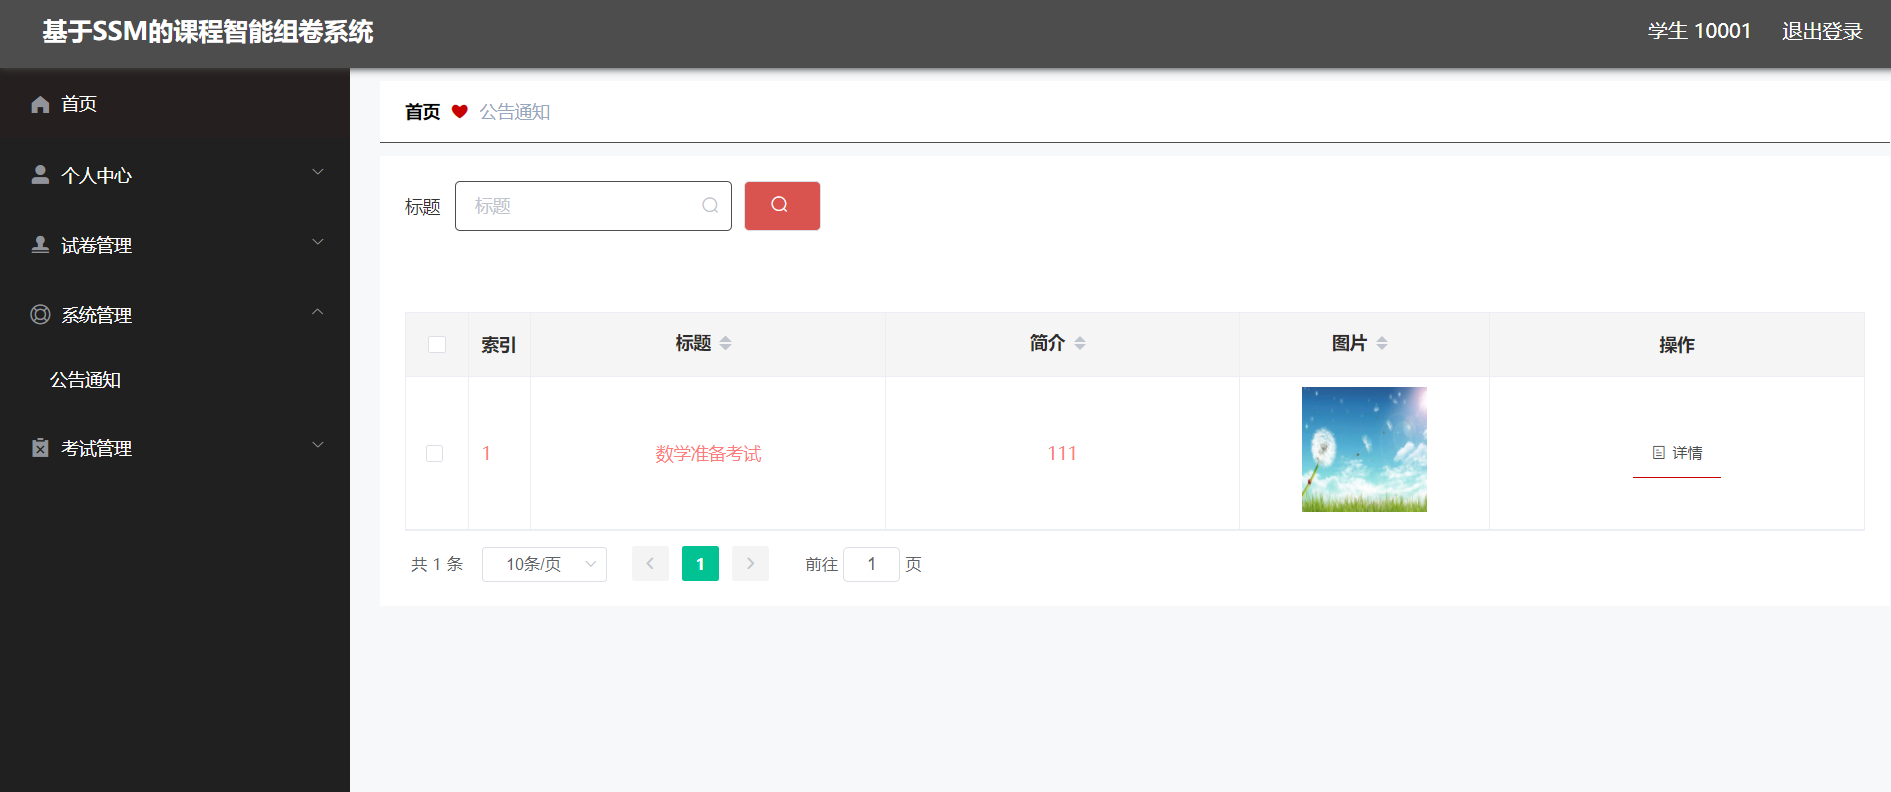 基于SSM的课程智能组卷系统
学生 10001 退出登录
首页
个人中心
试卷管理
系统管理
公告通知
考试管理
首页 公告通知
标题 标题
索引 标题 简介 图片 操作
1 数学准备考试 111 详情
共 1 条 10条/页 1 前往 1 页